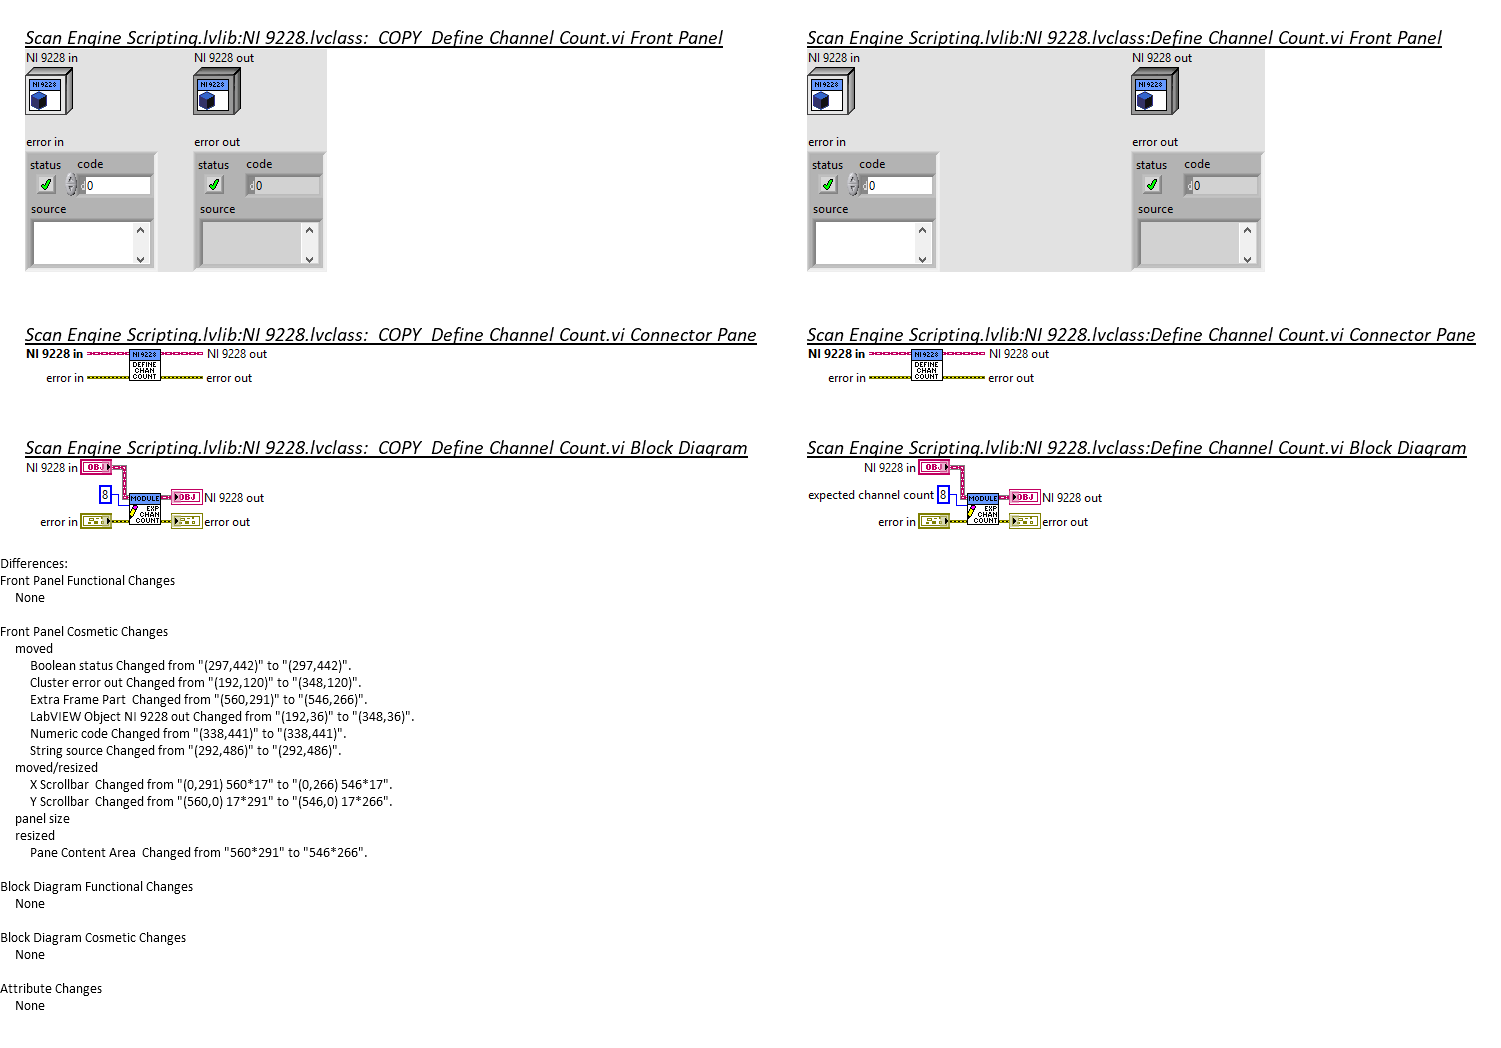 Scan Engine Scripting.lvlib:NI 9228.lvclass:  COPY  Define Channel Count.vi Front Panel
NI 9228 in
NI 9228 out
NI 9228
NI 9228
error in
error out
status
code
status
code
0
0
source
source
Scan Engine Scripting.lvlib:NI 9228.lvclass:Define Channel Count.vi Front Panel
NI 9228 in
NI 9228 out
NI 9228
NI 9228
error in
error out
status
code
status
code
0
0
source
source
Scan Engine Scripting.lvlib:NI 9228.lvclass:  COPY  Define Channel Count.vi Connector Pane
NI 9228 in
NI 9228
NI 9228 out
DEFINE
CHAN
COUNT
error in
error out
Scan Engine Scripting.lvlib:NI 9228.lvclass:Define Channel Count.vi Connector Pane
NI 9228 in
NI 9228
NI 9228 out
DEFINE
CHAN
COUNT
error in
error out
Scan Engine Scripting.lvlib:NI 9228.lvclass:  COPY  Define Channel Count.vi Block Diagram
NI 9228 in
OBJ
8
MODULE
OBJ
NI 9228 out
EXP
CHAN
COUNT
error in
error out
Scan Engine Scripting.lvlib:NI 9228.lvclass:Define Channel Count.vi Block Diagram
NI 9228 in
OBJ
expected channel count
8
MODULE
OBJ
NI 9228 out
EXP
CHAN
COUNT
error in
error out
Differences:
Front Panel Functional Changes
None
Front Panel Cosmetic Changes
moved
Boolean status Changed from "(297,442)" to "(297,442)".
Cluster error out Changed from "(192,120)" to "(348,120)".
Extra Frame Part  Changed from "(560,291)" to "(546,266)".
LabVIEW Object NI 9228 out Changed from "(192,36)" to "(348,36)".
Numeric code Changed from "(338,441)" to "(338,441)".
String source Changed from "(292,486)" to "(292,486)".
moved/resized
X Scrollbar  Changed from "(0,291) 560*17" to "(0,266) 546*17".
Y Scrollbar  Changed from "(560,0) 17*291" to "(546,0) 17*266".
panel size
resized
Pane Content Area  Changed from "560*291" to "546*266".
Block Diagram Functional Changes
None
Block Diagram Cosmetic Changes
None
Attribute Changes
None